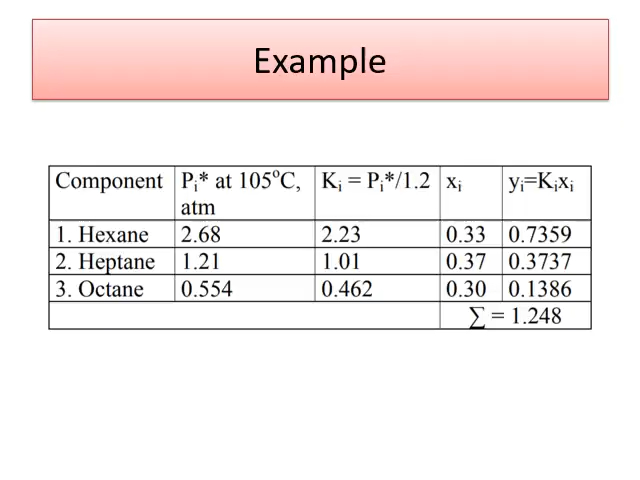 Example
Component Pi* at 105oC, atm Ki = Pi*/1.2 xi yi=Kixi
1. Hexane 2.68 2.23 0.33 0.7359
2. Heptane 1.21 1.01 0.37 0.3737
3. Octane 0.554 0.462 0.30 0.1386
∑ = 1.248